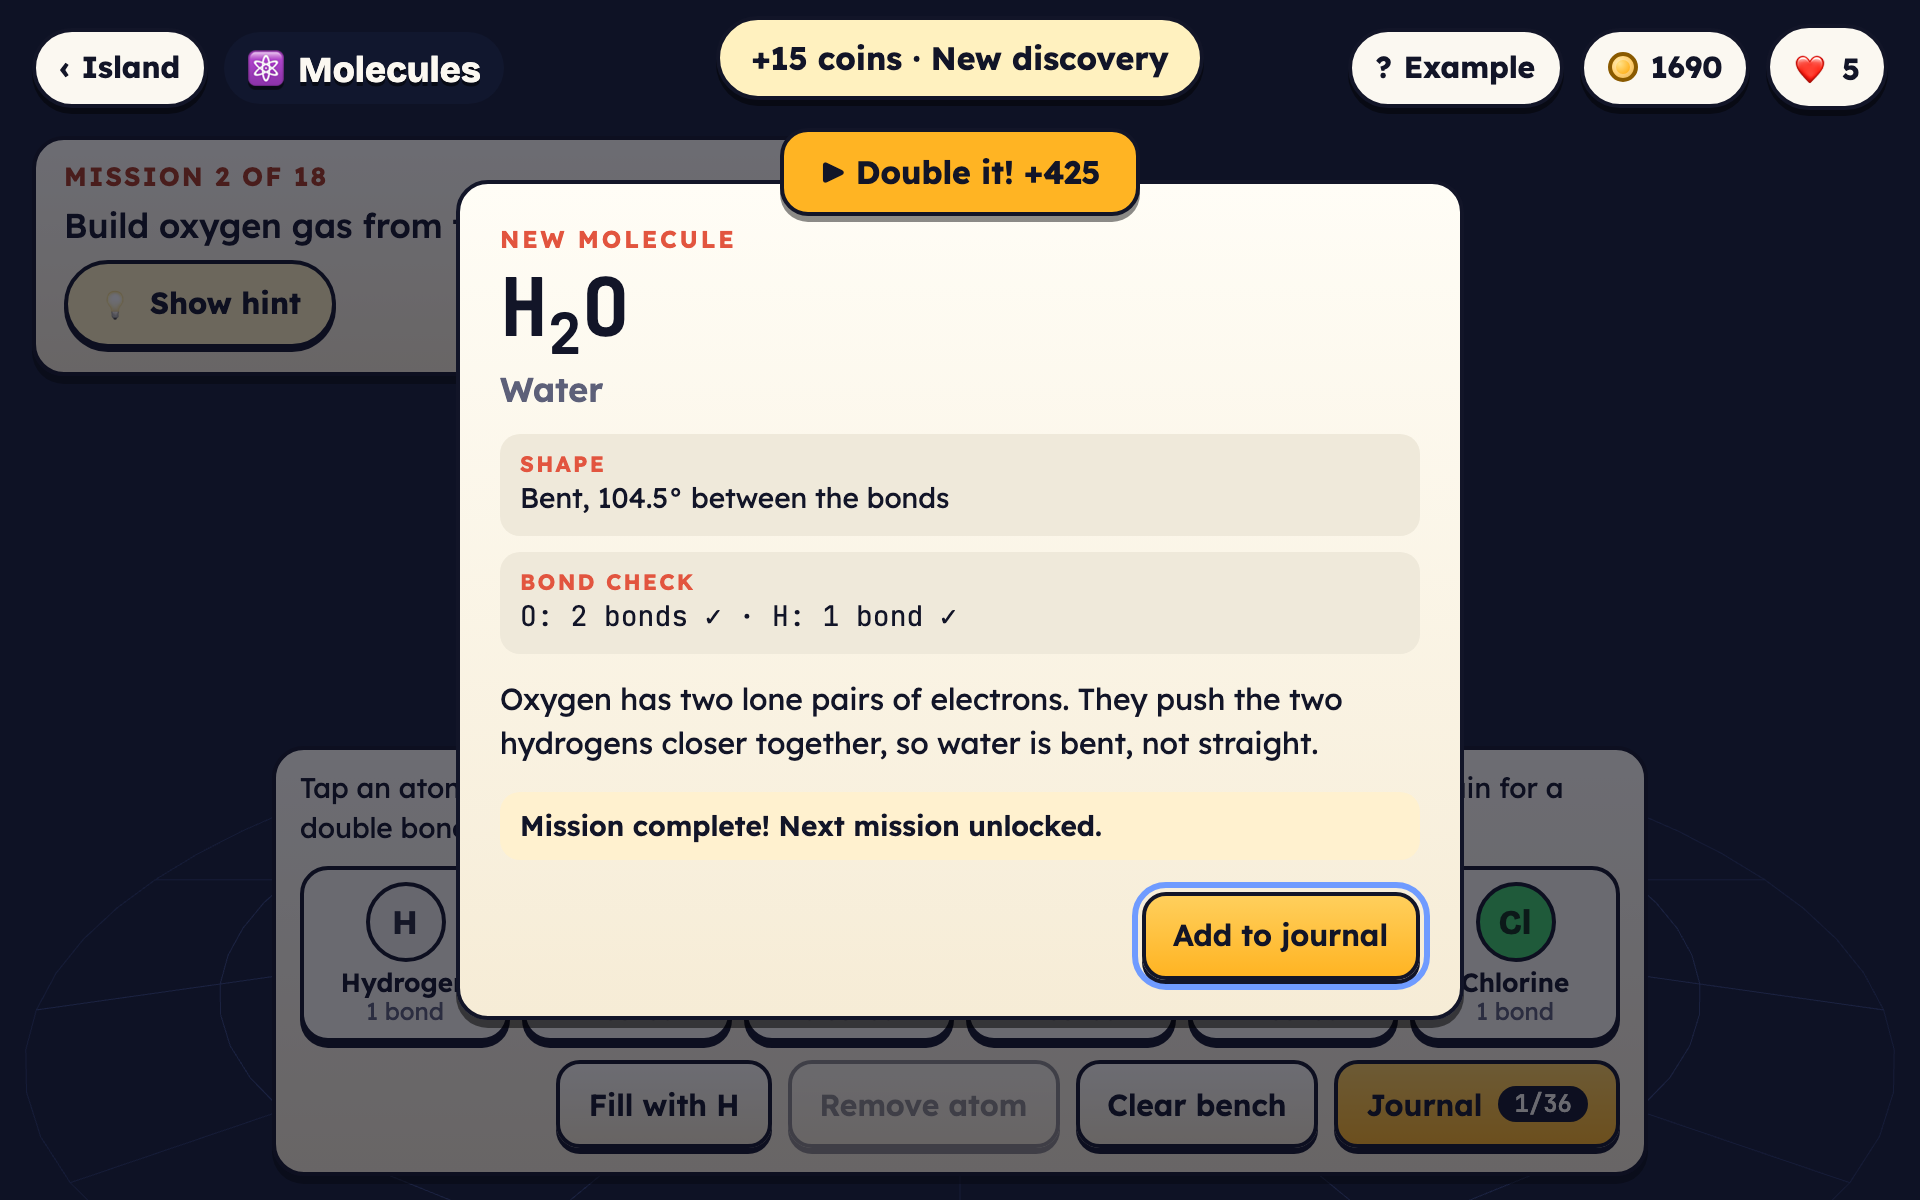 ‹ Island
Molecules
+15 coins · New discovery
? Example
1690
5
MISSION 2 OF 18
Build oxygen gas from
Show hint
▶ Double it! +425
NEW MOLECULE
H₂O
Water
SHAPE
Bent, 104.5° between the bonds
BOND CHECK
O: 2 bonds ✓ · H: 1 bond ✓
Oxygen has two lone pairs of electrons. They push the two
hydrogens closer together, so water is bent, not straight.
Mission complete! Next mission unlocked.
Add to journal
Tap an atom
in for a
double bond
H
Hydrogen
1 bond
Cl
Chlorine
1 bond
Fill with H
Remove atom
Clear bench
Journal 1/36